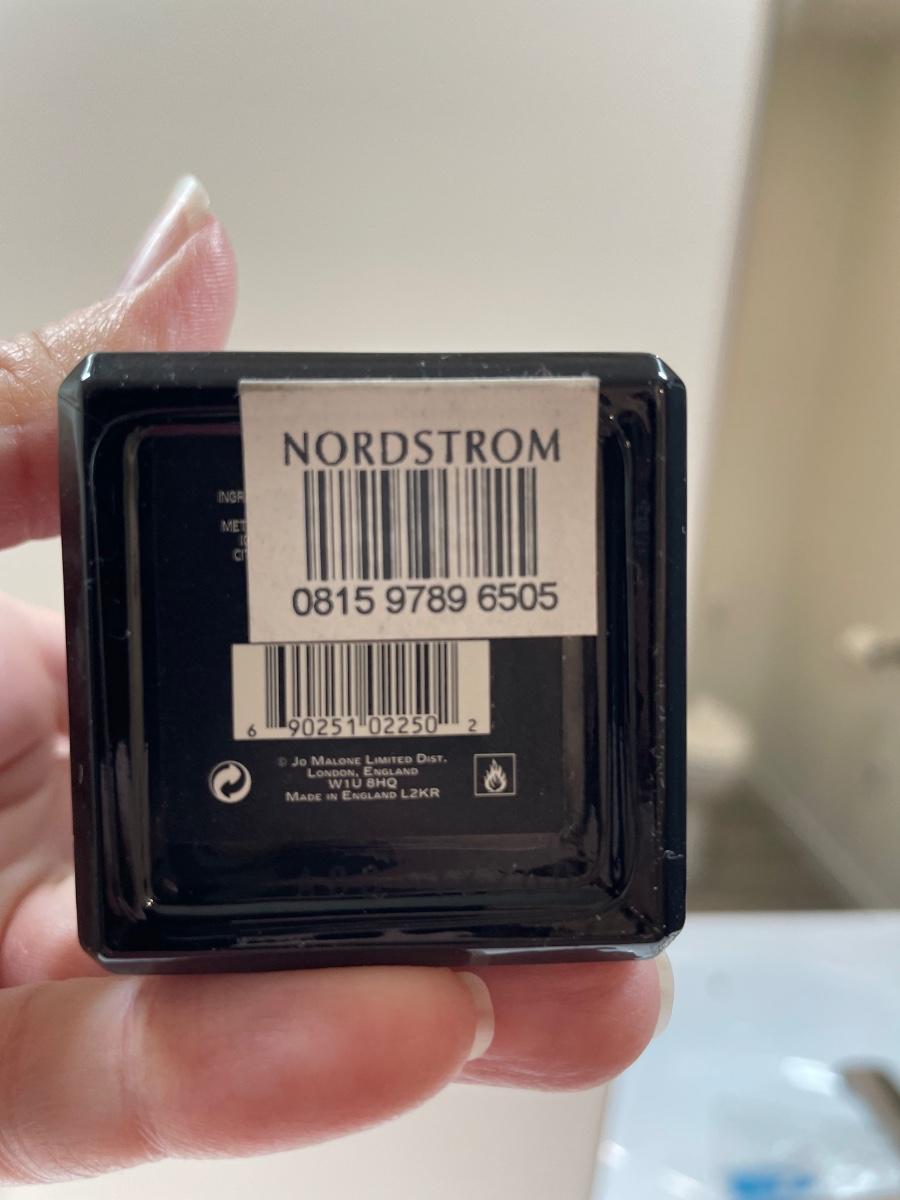 NORDSTROM
0815 9789 6505
6 90251 02250 2
© Jo Malone Limited Dist.
London, England
W1U 8HQ
Made in England L2KR